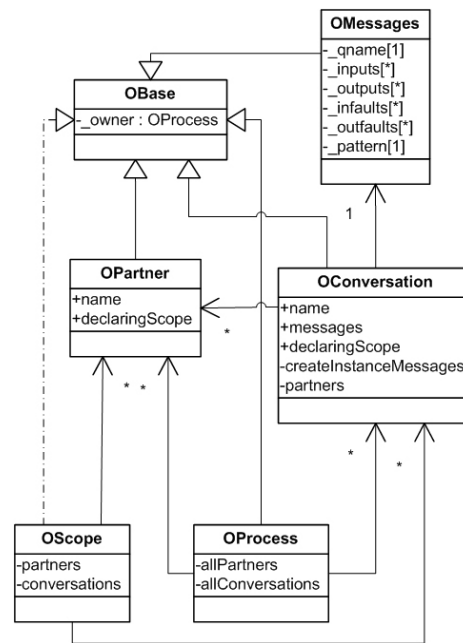 OMessages
-_qname[1]
-_inputs[*]
-_outputs[*]
-_infaults[*]
-_outfaults[*]
-_pattern[1]
OBase
-_owner : OProcess
1
OPartner
+name
+declaringScope
*
OConversation
+name
+messages
+declaringScope
-createInstanceMessages
-partners
* *
* *
OScope
-partners
-conversations
OProcess
-allPartners
-allConversations